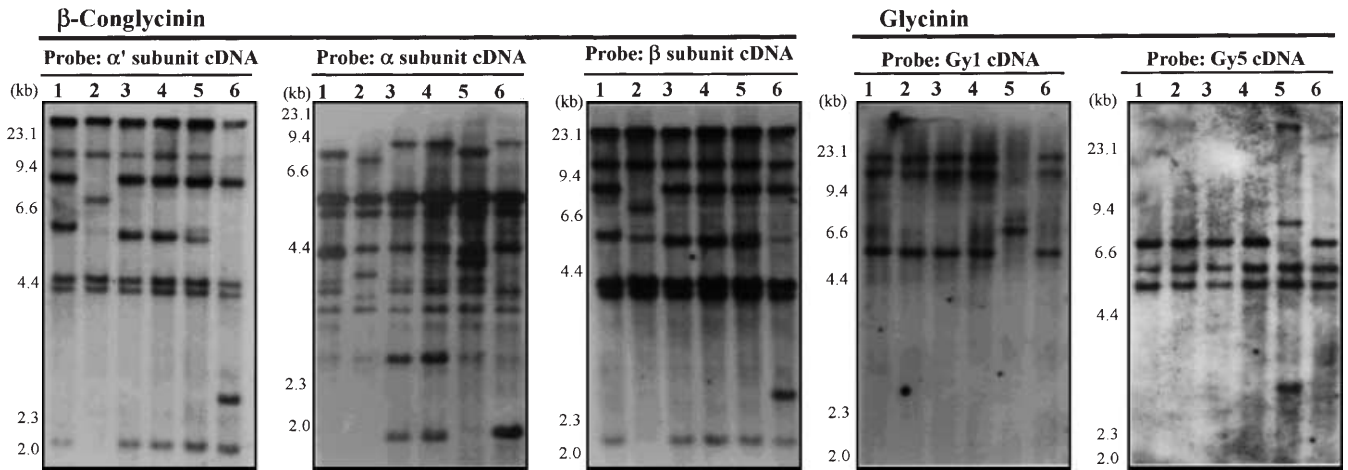 β-Conglycinin
Glycinin
Probe: α' subunit cDNA
Probe: α subunit cDNA
Probe: β subunit cDNA
Probe: Gy1 cDNA
Probe: Gy5 cDNA
(kb) 1 2 3 4 5 6
23.1
9.4
6.6
4.4
2.3
2.0
(kb) 1 2 3 4 5 6
23.1
9.4
6.6
4.4
2.3
2.0
(kb) 1 2 3 4 5 6
23.1
9.4
6.6
4.4
2.3
2.0
(kb) 1 2 3 4 5 6
23.1
9.4
6.6
4.4
2.3
2.0
(kb) 1 2 3 4 5 6
23.1
9.4
6.6
4.4
2.3
2.0